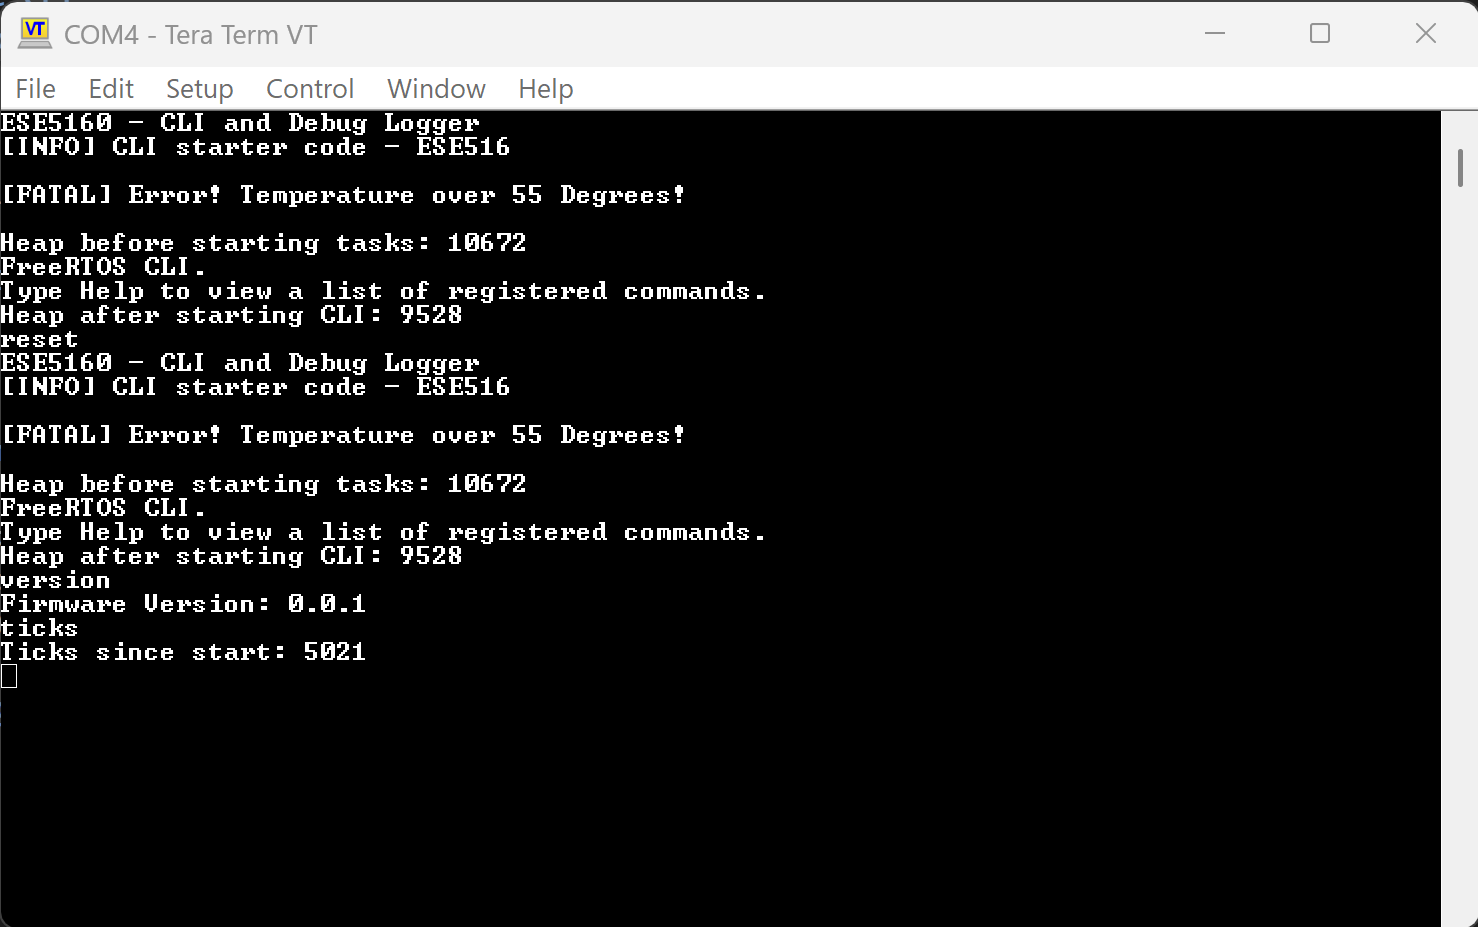 VT COM4 - Tera Term VT
File Edit Setup Control Window Help
ESE5160 - CLI and Debug Logger
[INFO] CLI starter code - ESE516
[FATAL] Error! Temperature over 55 Degrees!
Heap before starting tasks: 10672
FreeRTOS CLI.
Type Help to view a list of registered commands.
Heap after starting CLI: 9528
reset
ESE5160 - CLI and Debug Logger
[INFO] CLI starter code - ESE516
[FATAL] Error! Temperature over 55 Degrees!
Heap before starting tasks: 10672
FreeRTOS CLI.
Type Help to view a list of registered commands.
Heap after starting CLI: 9528
version
Firmware Version: 0.0.1
ticks
Ticks since start: 5021